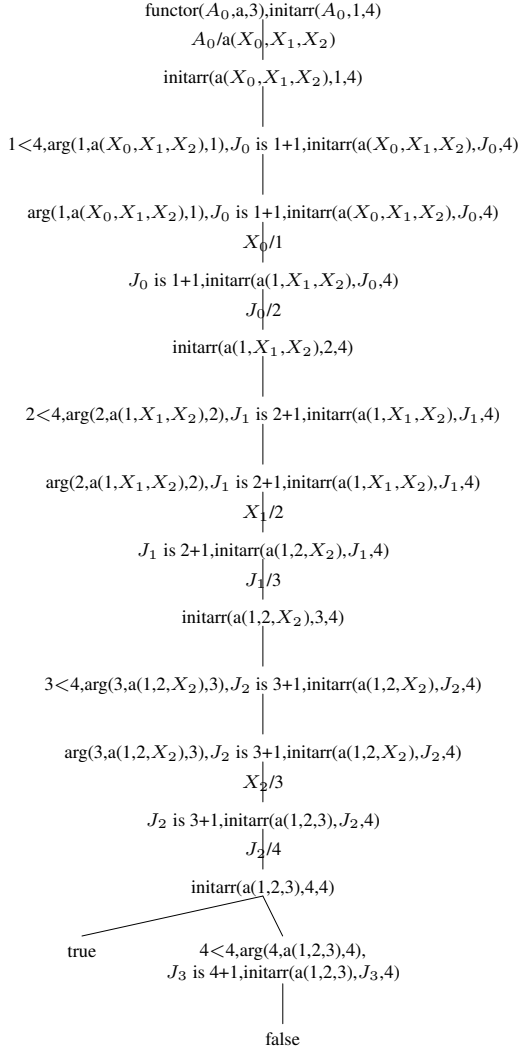 functor(A₀,a,3),initarr(A₀,1,4)
A₀/a(X₀,X₁,X₂)
initarr(a(X₀,X₁,X₂),1,4)
1<4,arg(1,a(X₀,X₁,X₂),1),J₀ is 1+1,initarr(a(X₀,X₁,X₂),J₀,4)
arg(1,a(X₀,X₁,X₂),1),J₀ is 1+1,initarr(a(X₀,X₁,X₂),J₀,4)
X₀/1
J₀ is 1+1,initarr(a(1,X₁,X₂),J₀,4)
J₀/2
initarr(a(1,X₁,X₂),2,4)
2<4,arg(2,a(1,X₁,X₂),2),J₁ is 2+1,initarr(a(1,X₁,X₂),J₁,4)
arg(2,a(1,X₁,X₂),2),J₁ is 2+1,initarr(a(1,X₁,X₂),J₁,4)
X₁/2
J₁ is 2+1,initarr(a(1,2,X₂),J₁,4)
J₁/3
initarr(a(1,2,X₂),3,4)
3<4,arg(3,a(1,2,X₂),3),J₂ is 3+1,initarr(a(1,2,X₂),J₂,4)
arg(3,a(1,2,X₂),3),J₂ is 3+1,initarr(a(1,2,X₂),J₂,4)
X₂/3
J₂ is 3+1,initarr(a(1,2,3),J₂,4)
J₂/4
initarr(a(1,2,3),4,4)
true
4<4,arg(4,a(1,2,3),4),
J₃ is 4+1,initarr(a(1,2,3),J₃,4)
false